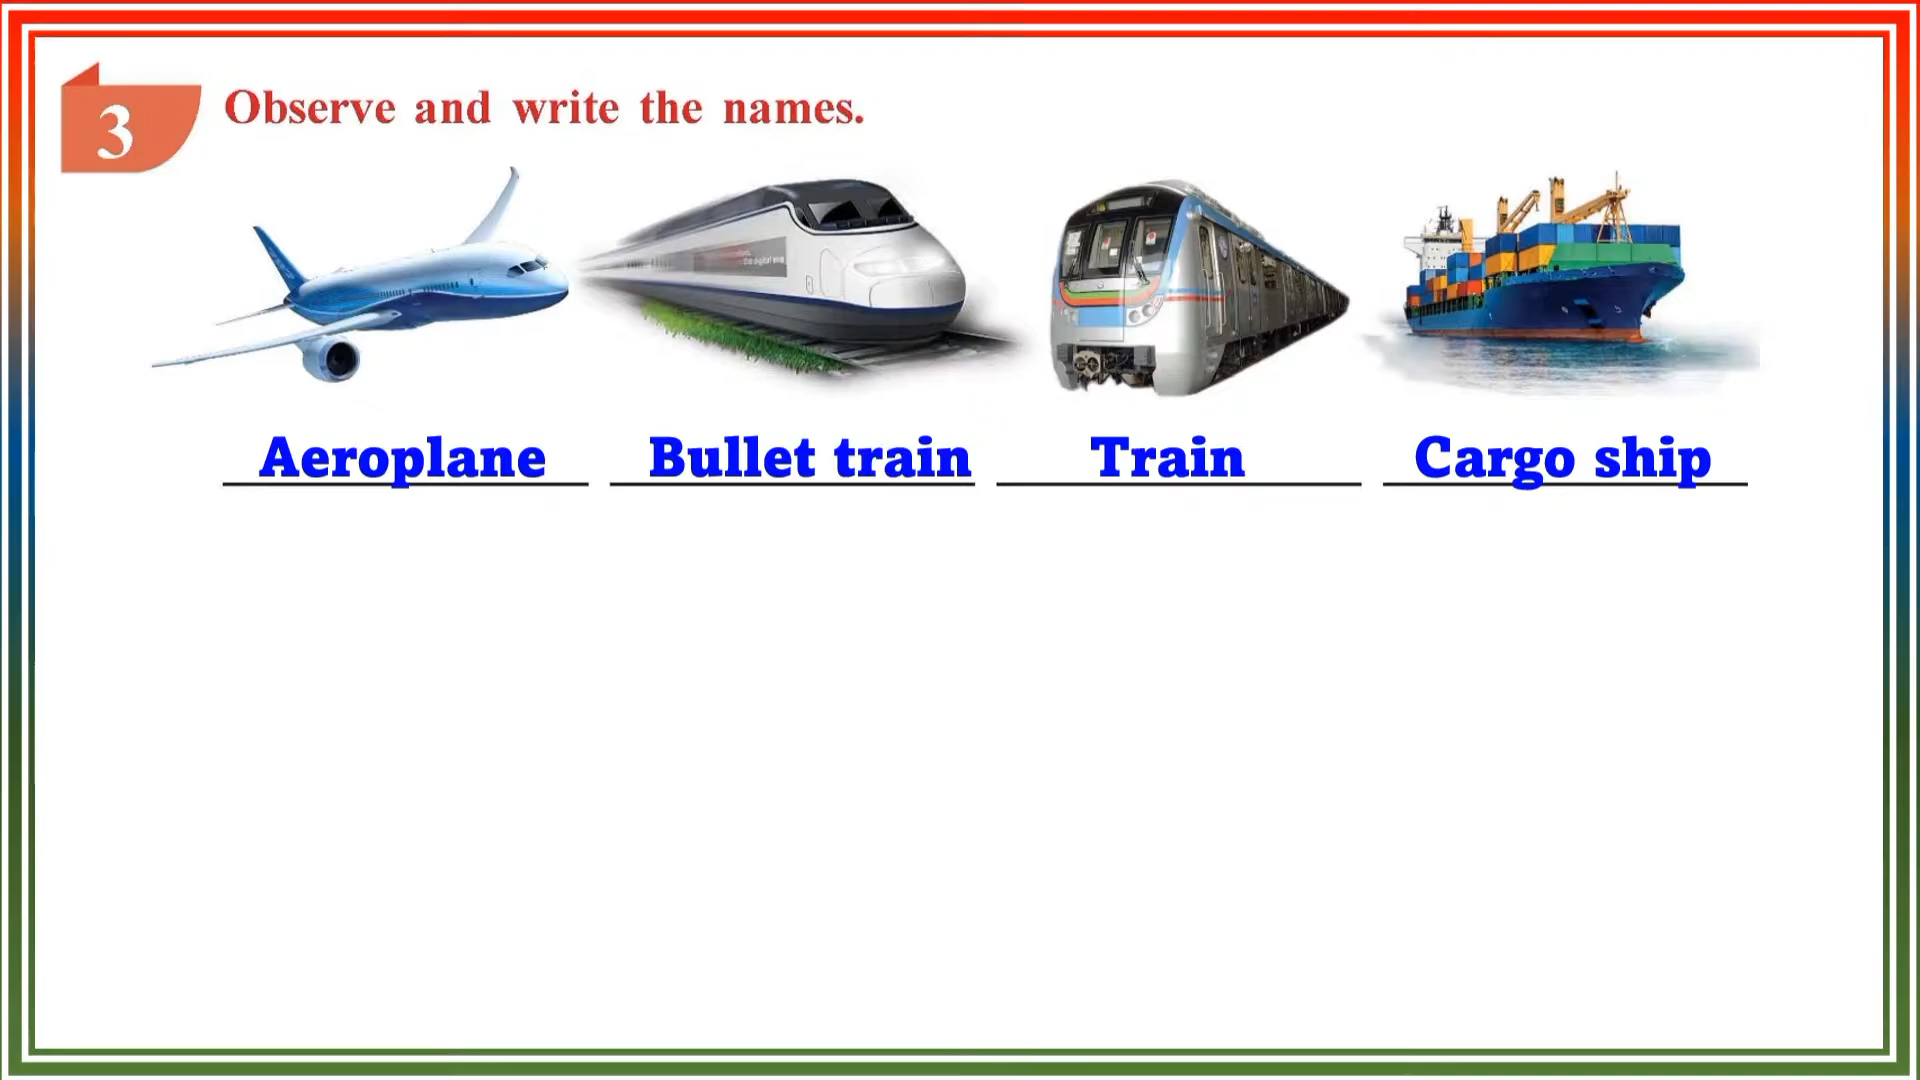 3
Observe and write the names.
Aeroplane
Bullet train
Train
Cargo ship